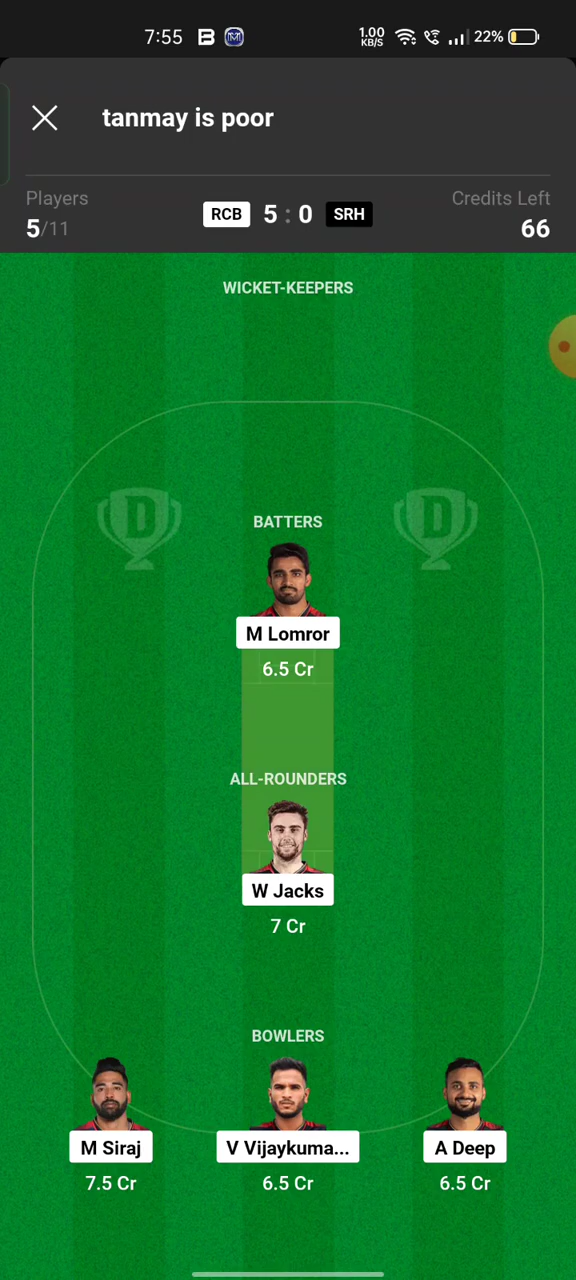 7:55 1.00 KB/S 22%
tanmay is poor
Players Credits Left
5/11 RCB 5 : 0 SRH 66
WICKET-KEEPERS
D D
BATTERS
M Lomror
6.5 Cr
ALL-ROUNDERS
W Jacks
7 Cr
BOWLERS
M Siraj V Vijaykuma... A Deep
7.5 Cr 6.5 Cr 6.5 Cr